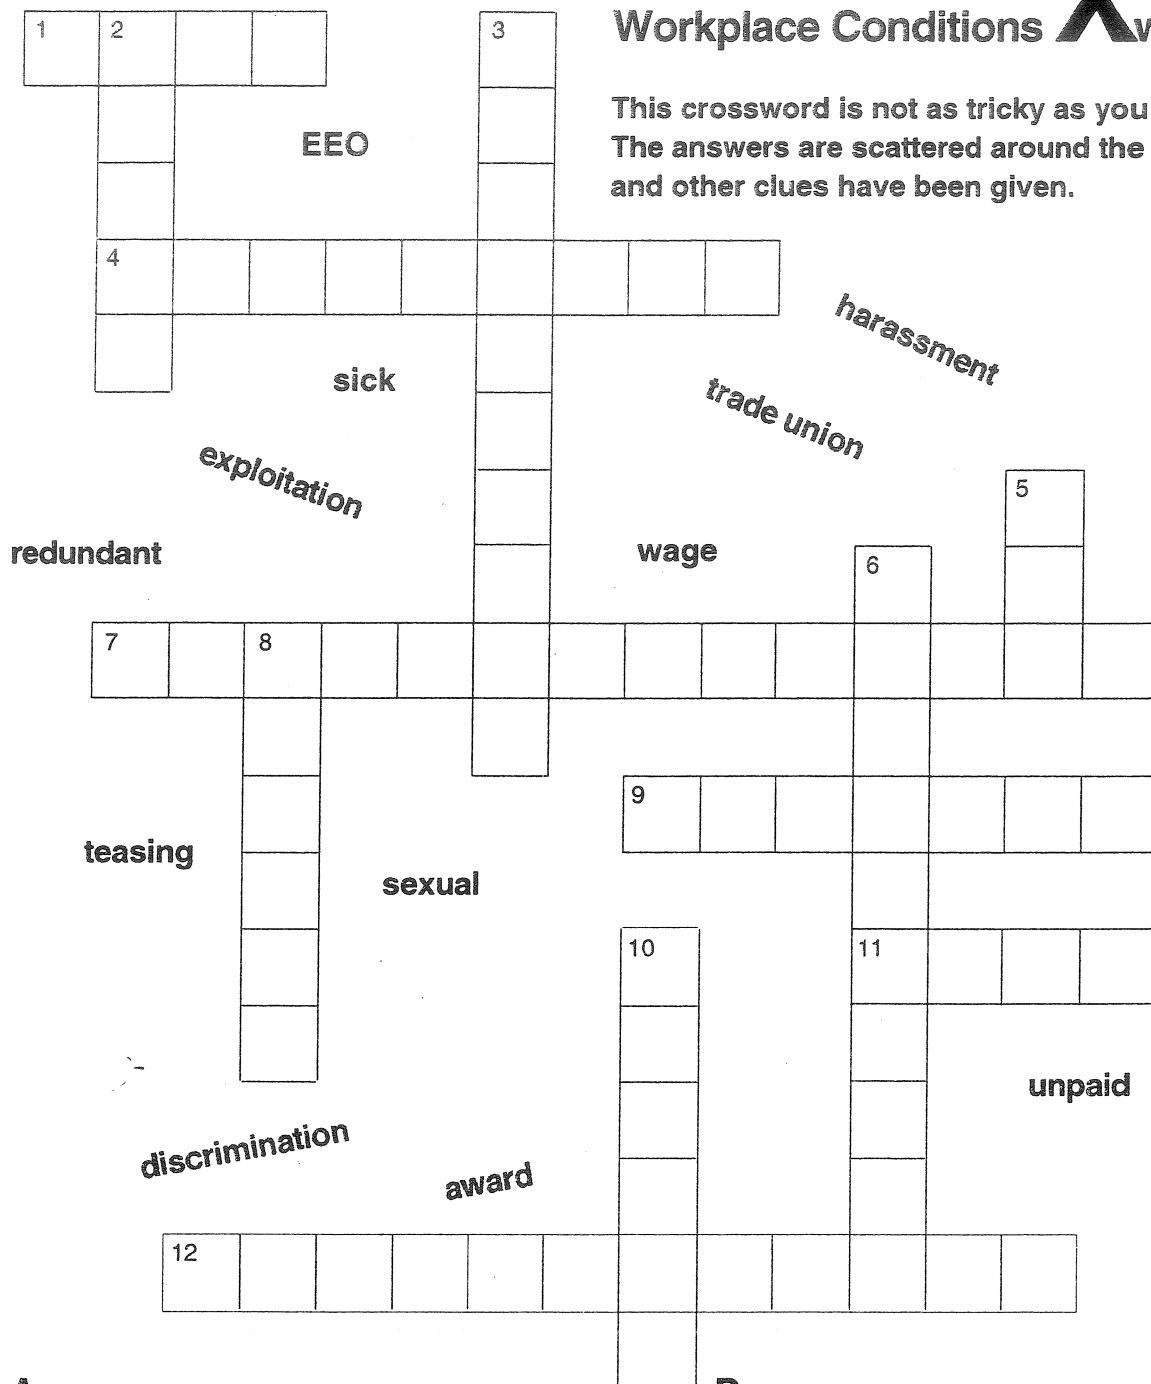 1 2 3
Workplace Conditions X
This crossword is not as tricky as you
The answers are scattered around the
and other clues have been given.
EEO
4
harassment
sick
trade union
exploitation
5
redundant
wage
6
7 8
9
teasing
sexual
10
11
unpaid
discrimination
award
12